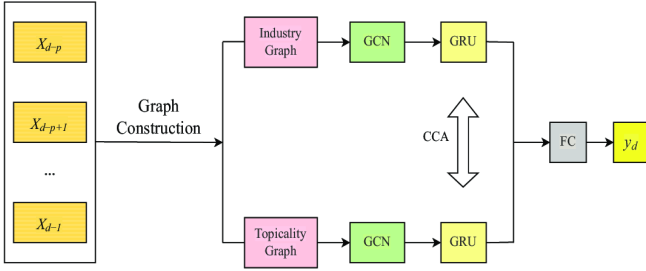 X_{d-p}
X_{d-p+1}
...
X_{d-1}
Graph
Construction
Industry
Graph
GCN
GRU
CCA
FC
y_d
Topicality
Graph
GCN
GRU